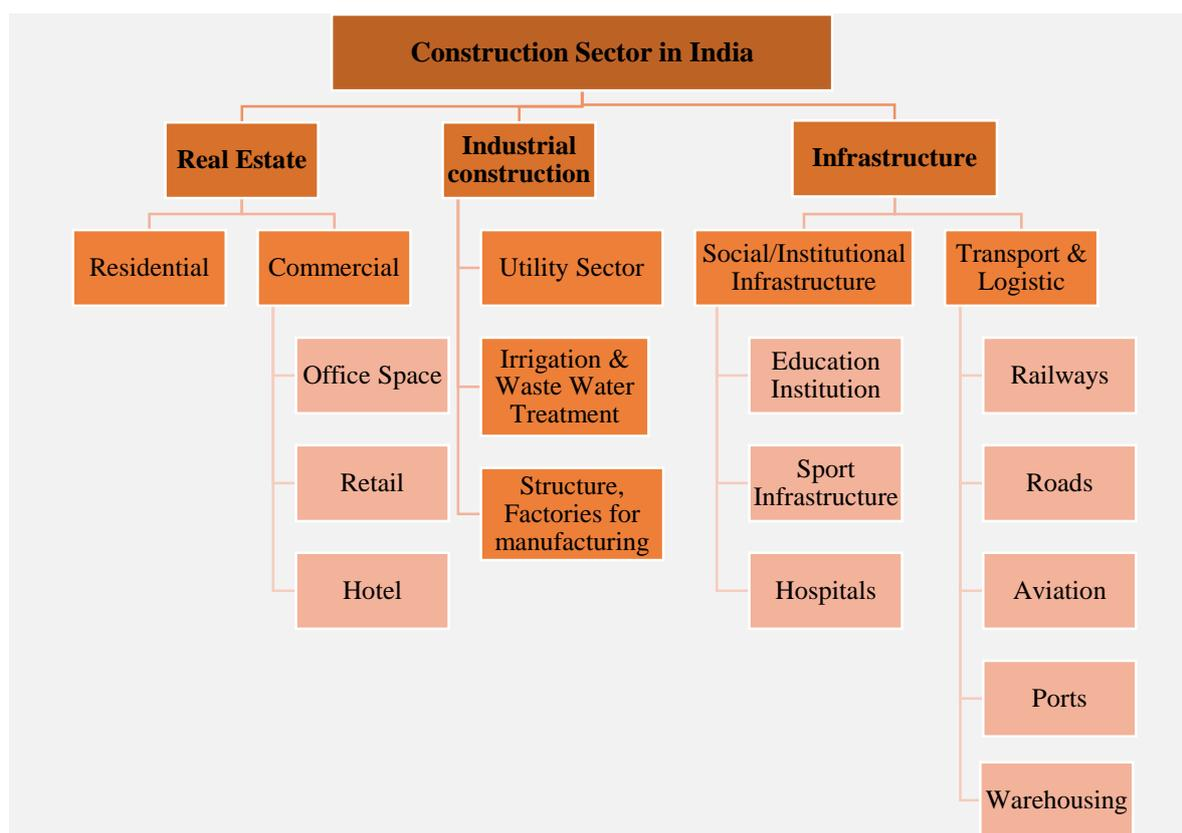 Construction Sector in India
Real Estate
Industrial
construction
Infrastructure
Residential
Commercial
Utility Sector
Social/Institutional
Infrastructure
Transport &
Logistic
Office Space
Irrigation &
Waste Water
Treatment
Education
Institution
Railways
Retail
Structure,
Factories for
manufacturing
Sport
Infrastructure
Roads
Hotel
Hospitals
Aviation
Ports
Warehousing